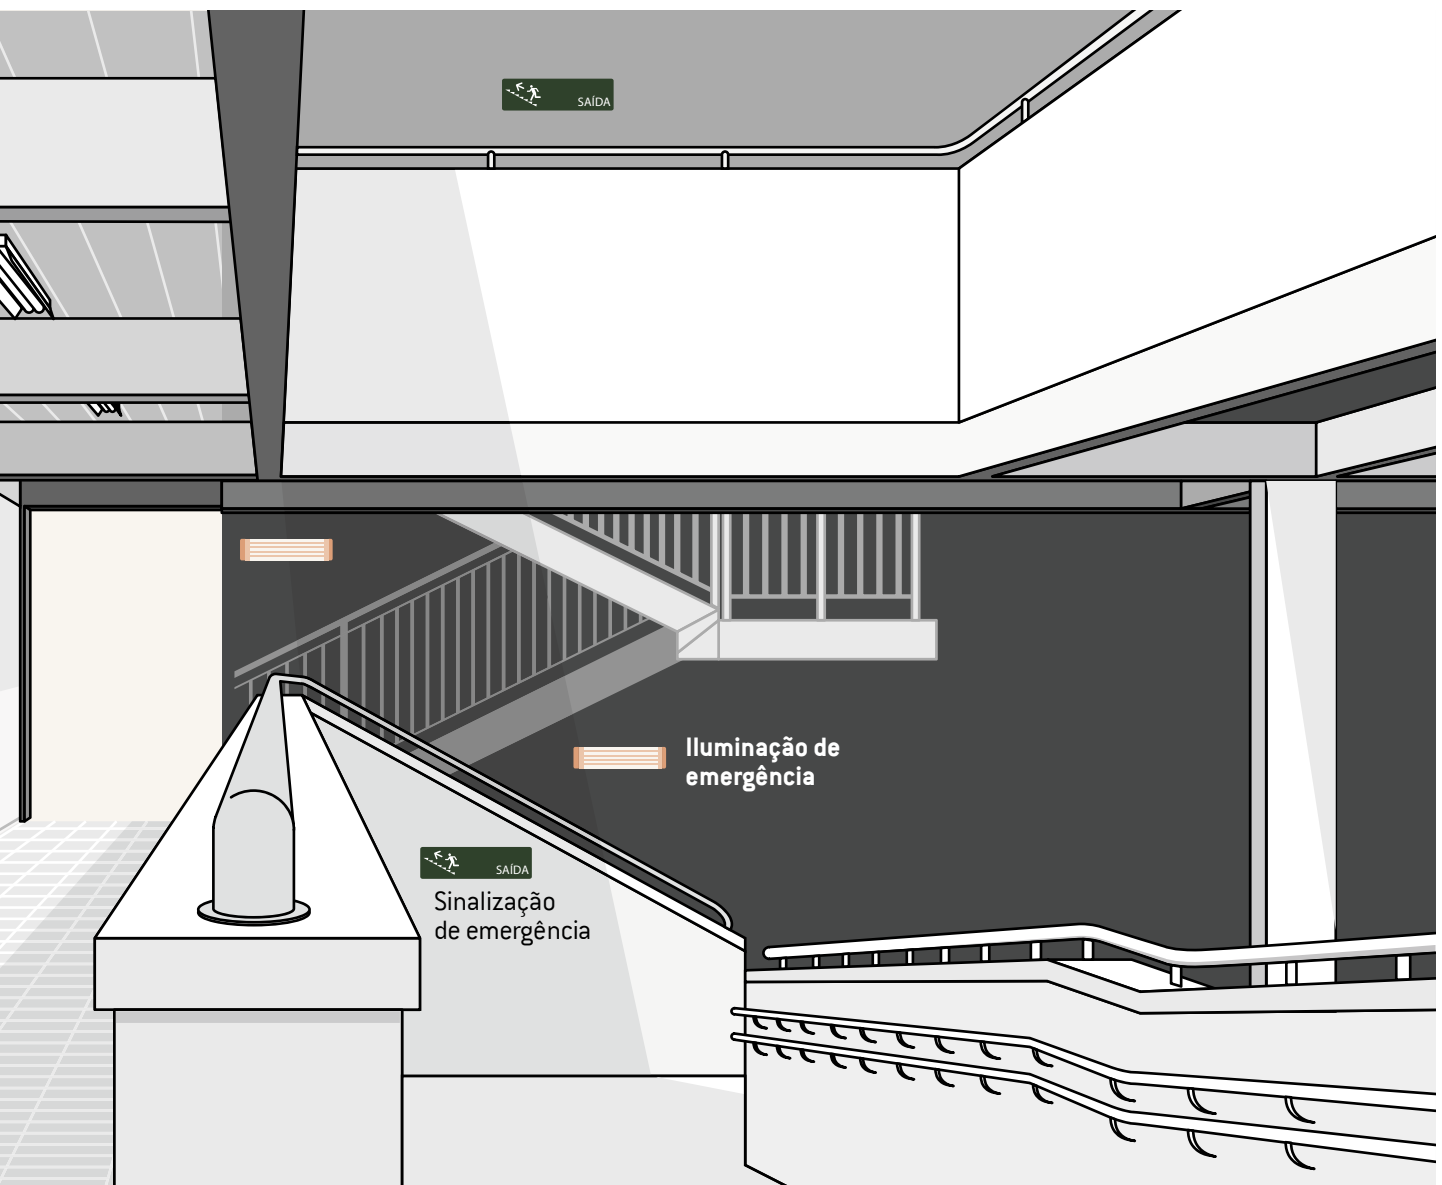 SAÍDA
Iluminação de
emergência
SAÍDA
Sinalização
de emergência